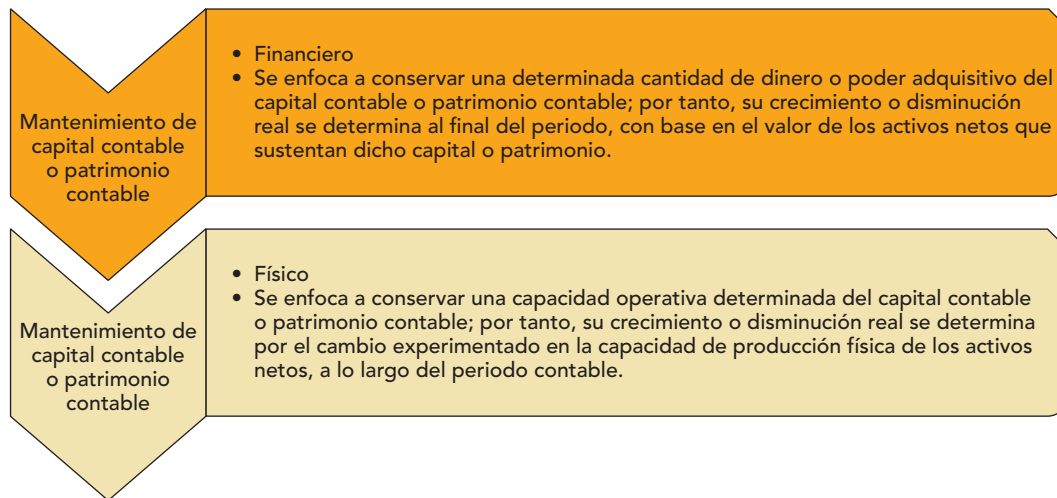 Mantenimiento de
capital contable
o patrimonio
contable
• Financiero
• Se enfoca a conservar una determinada cantidad de dinero o poder adquisitivo del
capital contable o patrimonio contable; por tanto, su crecimiento o disminución
real se determina al final del periodo, con base en el valor de los activos netos que
sustentan dicho capital o patrimonio.
Mantenimiento de
capital contable
o patrimonio
contable
• Físico
• Se enfoca a conservar una capacidad operativa determinada del capital contable
o patrimonio contable; por tanto, su crecimiento o disminución real se determina
por el cambio experimentado en la capacidad de producción física de los activos
netos, a lo largo del periodo contable.